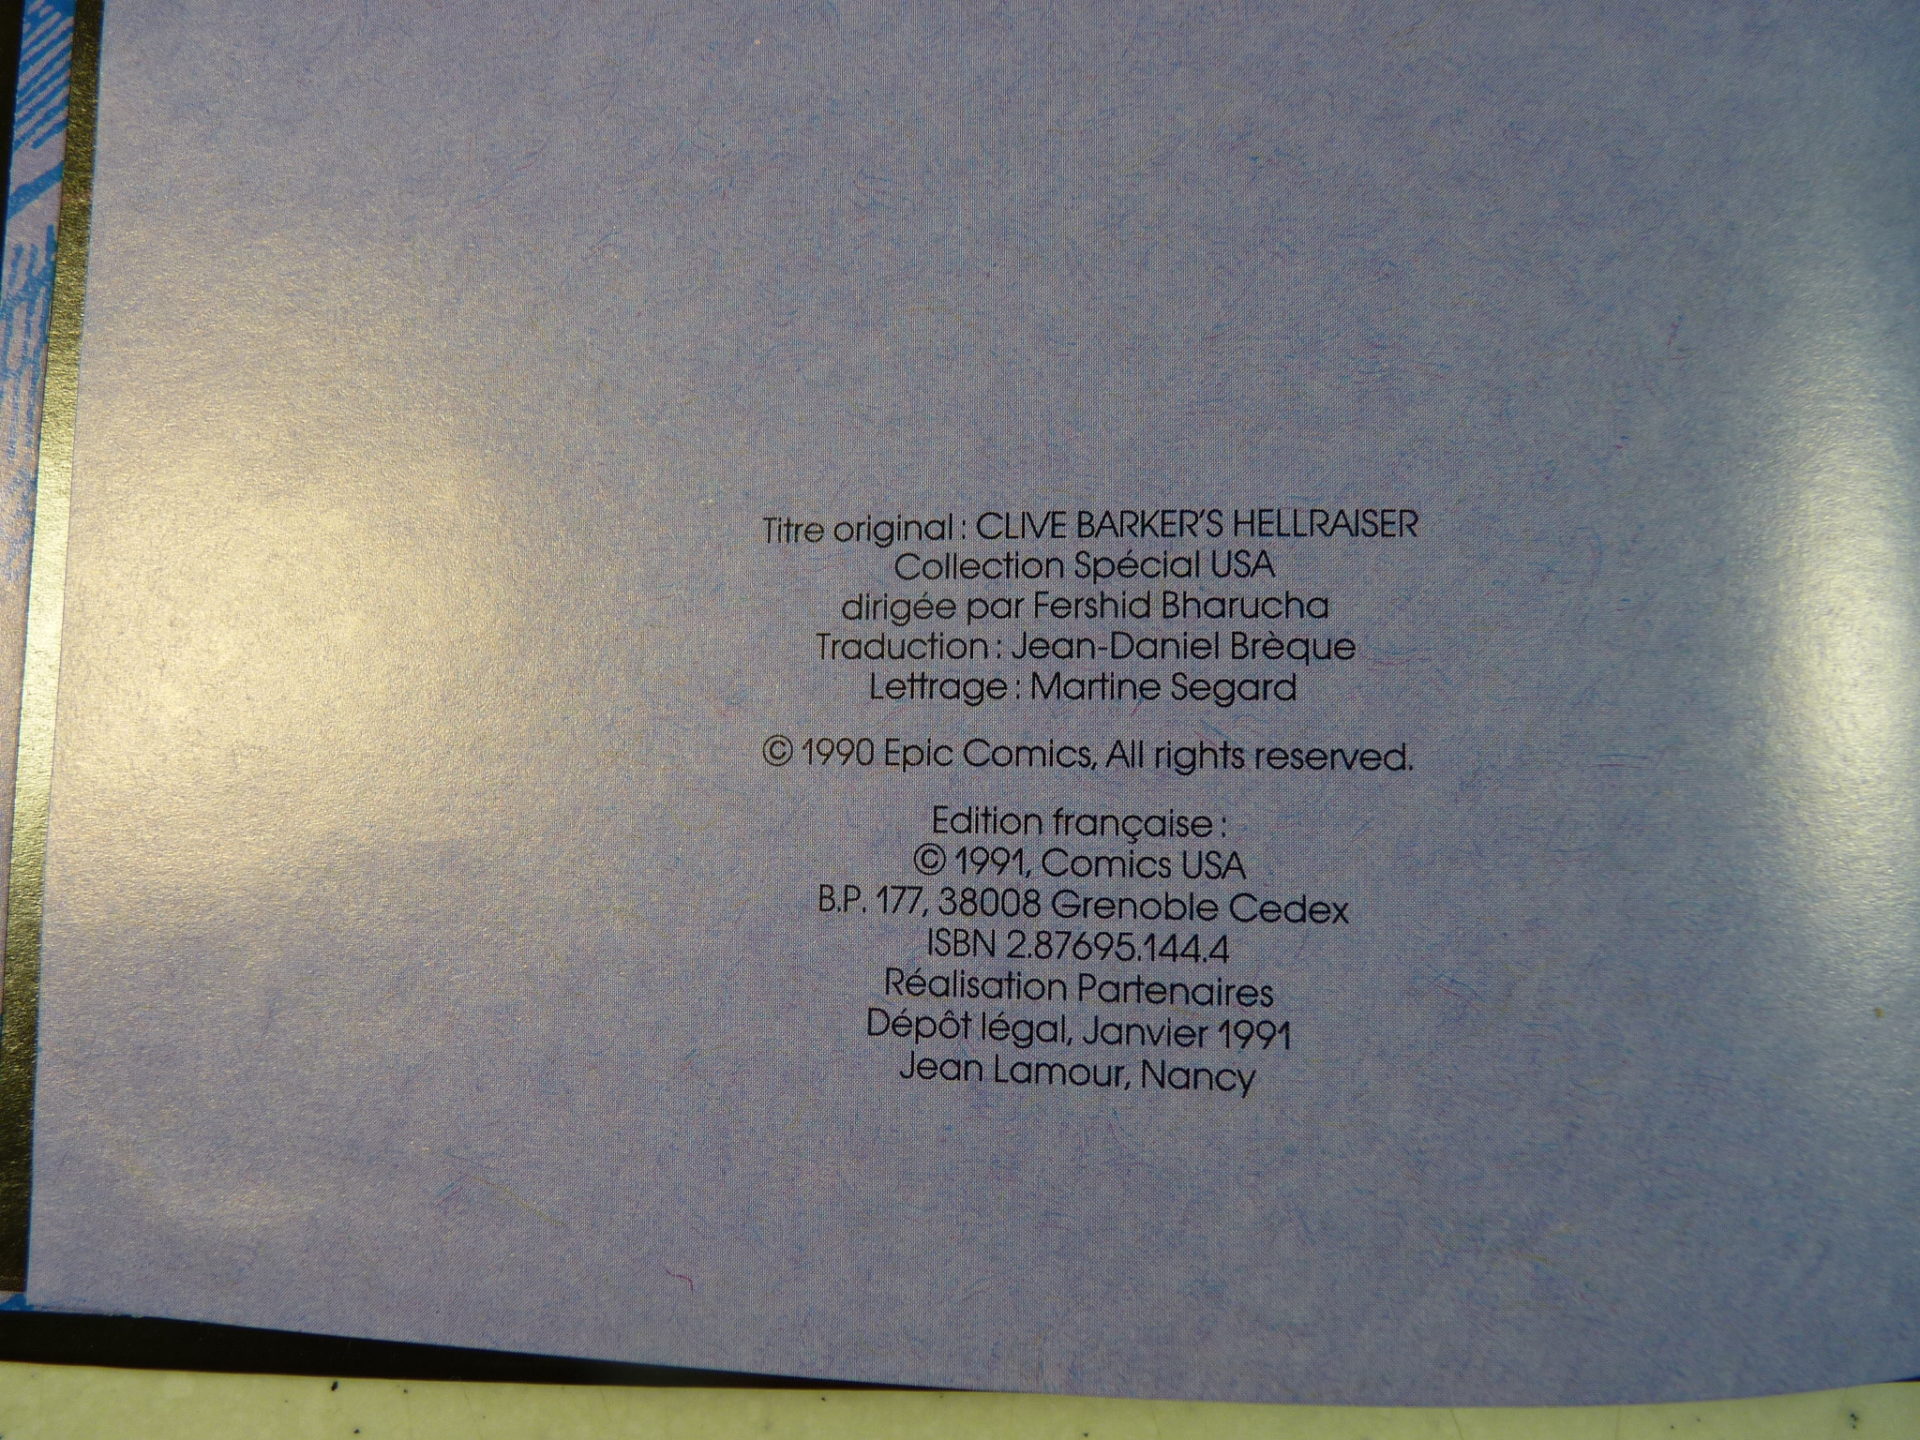 Titre original : CLIVE BARKER'S HELLRAISER
Collection Spécial USA
dirigée par Fershid Bharucha
Traduction : Jean-Daniel Brèque
Lettrage : Martine Segard
© 1990 Epic Comics, All rights reserved.
Edition française :
© 1991, Comics USA
B.P. 177, 38008 Grenoble Cedex
ISBN 2.87695.144.4
Réalisation Partenaires
Dépôt légal, Janvier 1991
Jean Lamour, Nancy